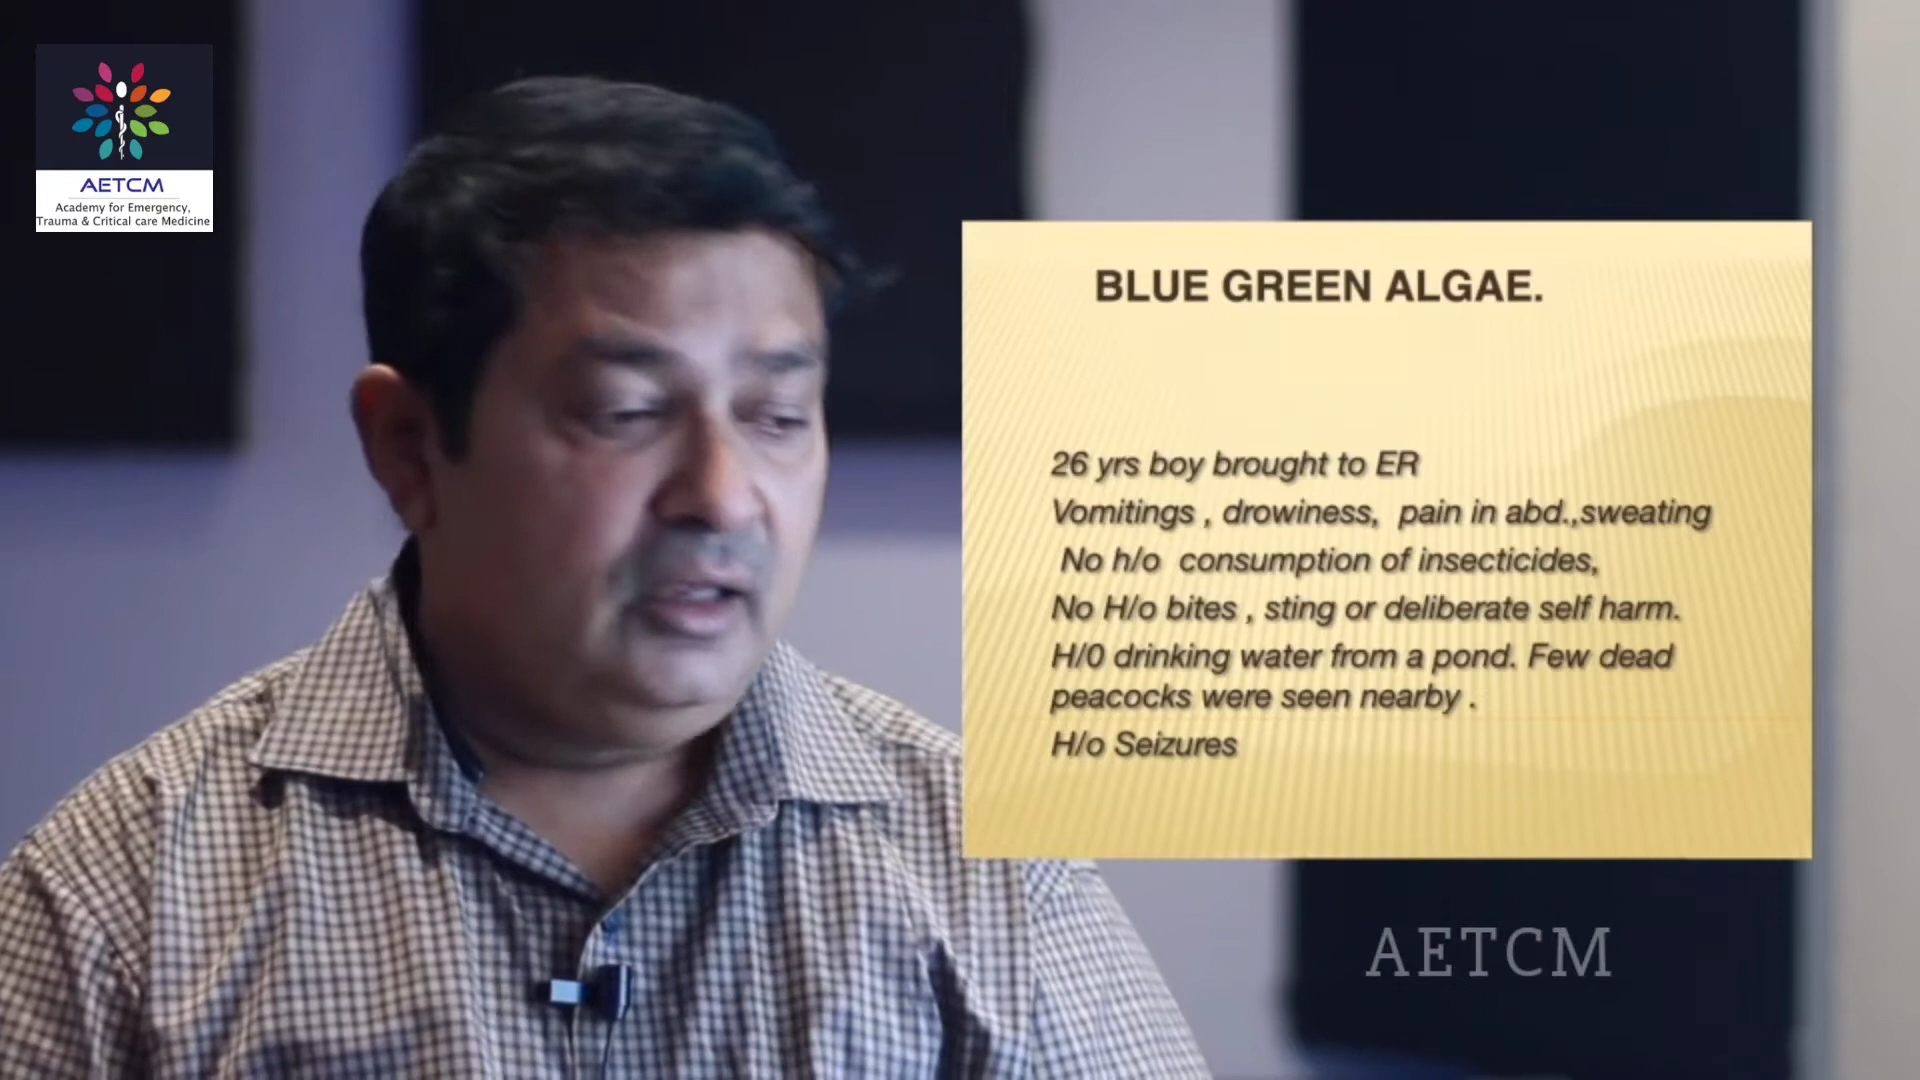 AETCM
Academy for Emergency,
Trauma & Critical care Medicine
BLUE GREEN ALGAE.
26 yrs boy brought to ER
Vomitings , drowiness, pain in abd.,sweating
No h/o consumption of insecticides,
No H/o bites , sting or deliberate self harm.
H/0 drinking water from a pond. Few dead
peacocks were seen nearby .
H/o Seizures
AETCM